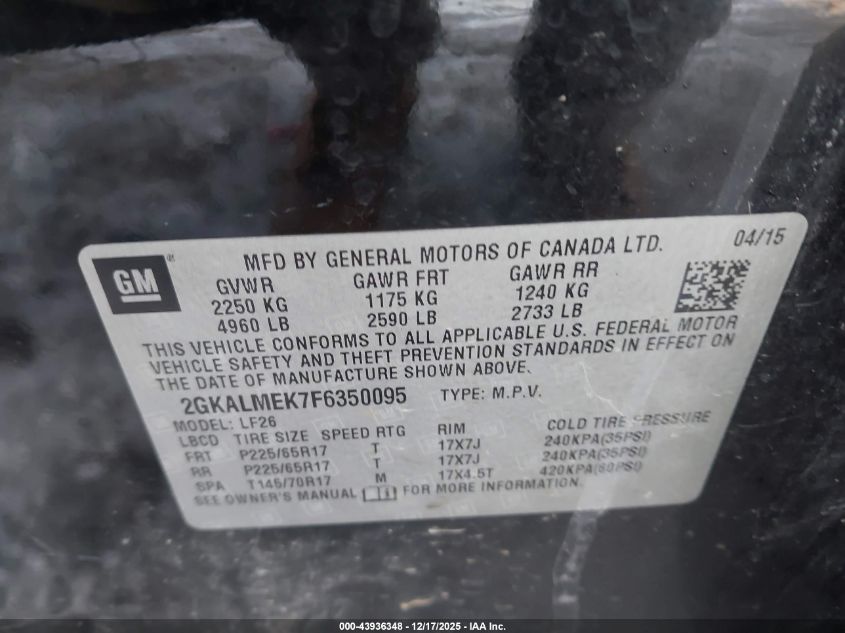 MFD BY GENERAL MOTORS OF CANADA LTD. 04/15
GM ®
GVWR GAWR FRT GAWR RR
2250 KG 1175 KG 1240 KG
4960 LB 2590 LB 2733 LB
THIS VEHICLE CONFORMS TO ALL APPLICABLE U.S. FEDERAL MOTOR
VEHICLE SAFETY AND THEFT PREVENTION STANDARDS IN EFFECT ON
THE DATE OF MANUFACTURE SHOWN ABOVE.
2GKALMEK7F6350095 TYPE: M.P.V.
MODEL: LF26
LBCD TIRE SIZE SPEED RTG RIM COLD TIRE PRESSURE
FRT P225/65R17 T 17X7J 240KPA(35PSI)
RR P225/65R17 T 17X7J 240KPA(35PSI)
SPA T145/70R17 M 17X4.5T 420KPA(60PSI)
SEE OWNER'S MANUAL FOR MORE INFORMATION.
000-43936348 - 12/17/2025 - IAA Inc.